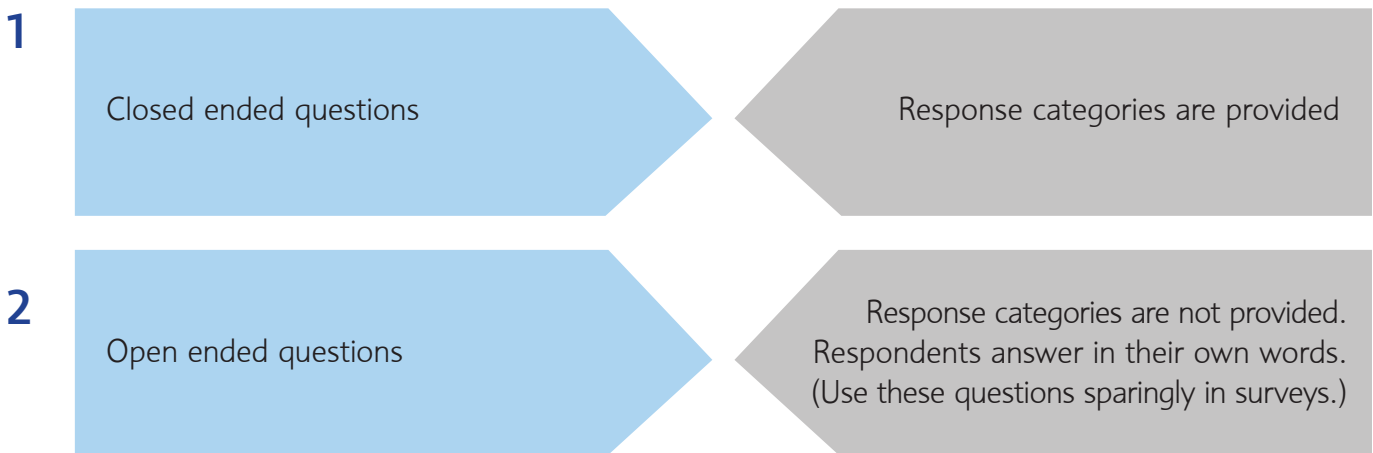 1
Closed ended questions
Response categories are provided
2
Open ended questions
Response categories are not provided.
Respondents answer in their own words.
(Use these questions sparingly in surveys.)